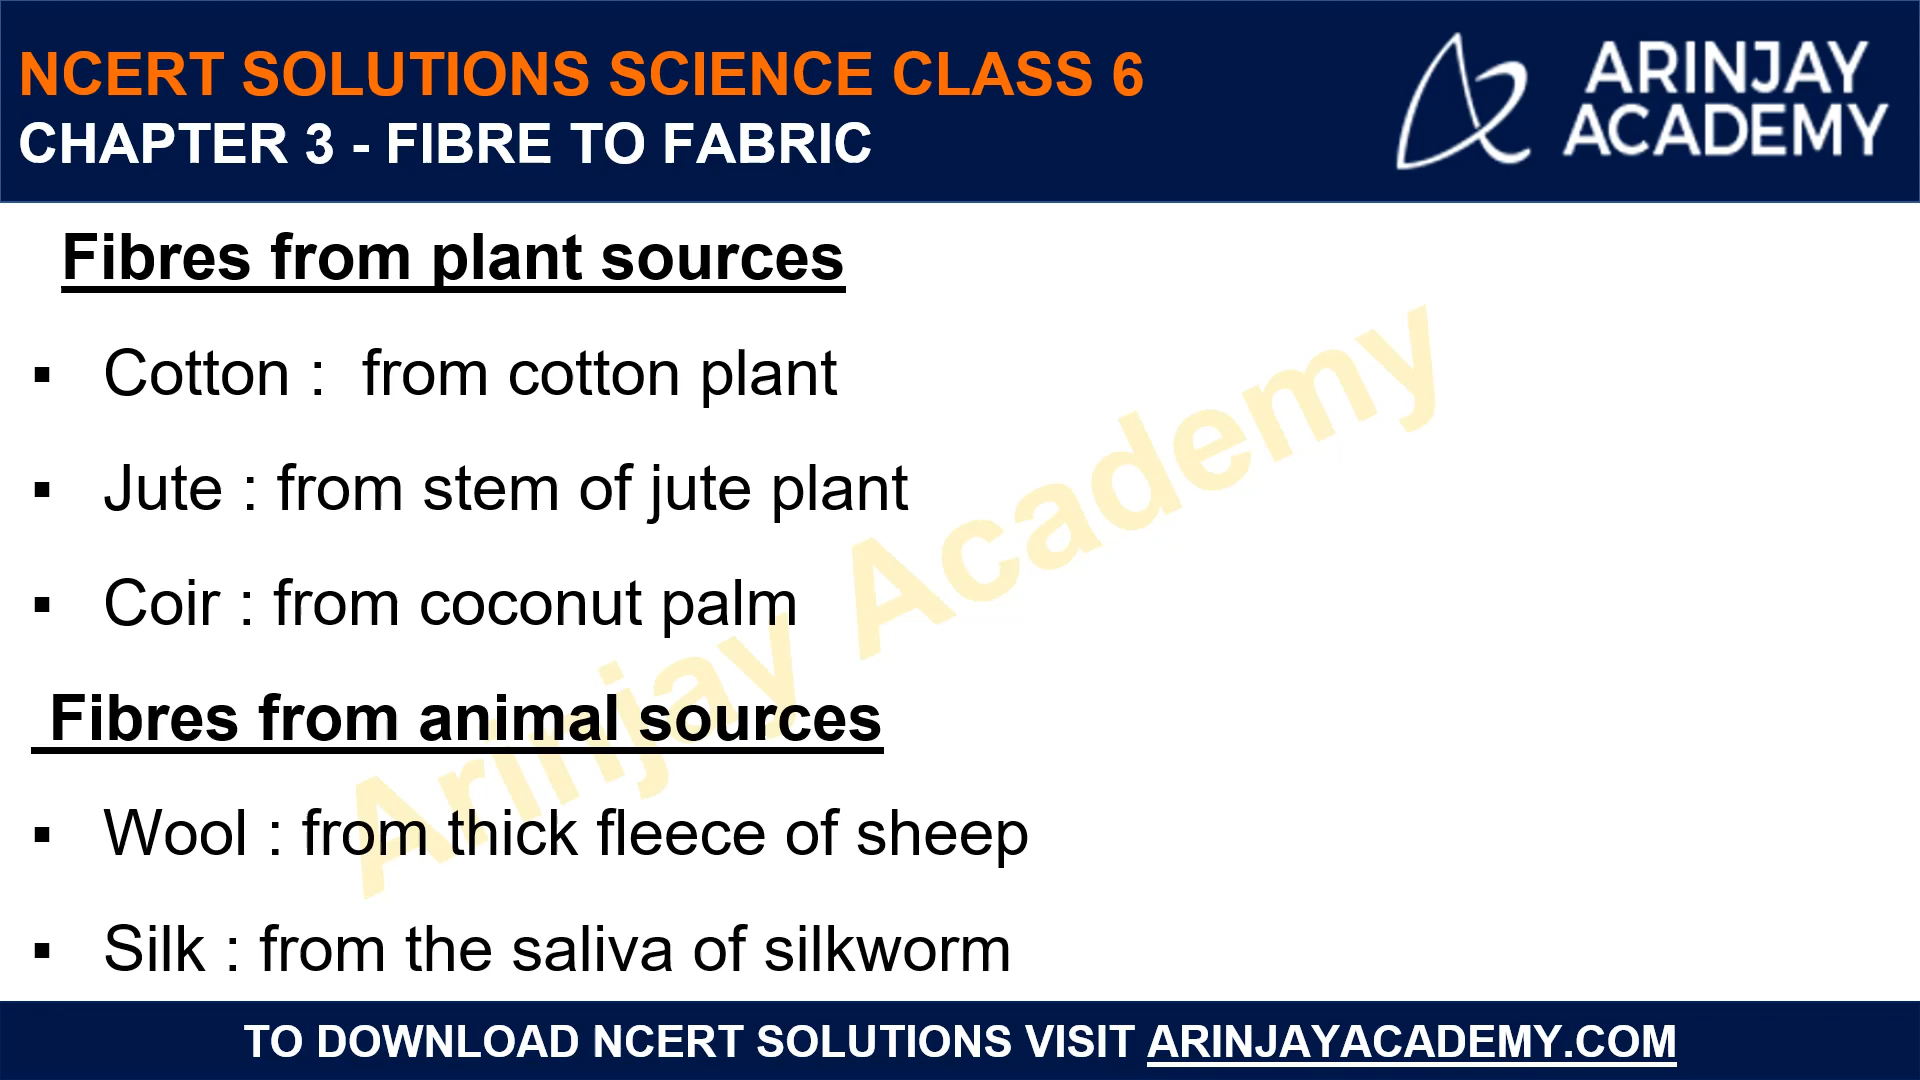 NCERT SOLUTIONS SCIENCE CLASS 6
CHAPTER 3 - FIBRE TO FABRIC
ARINJAY
ACADEMY
Fibres from plant sources
▪ Cotton : from cotton plant
▪ Jute : from stem of jute plant
▪ Coir : from coconut palm
Fibres from animal sources
▪ Wool : from thick fleece of sheep
▪ Silk : from the saliva of silkworm
Arinjay Academy
TO DOWNLOAD NCERT SOLUTIONS VISIT ARINJAYACADEMY.COM